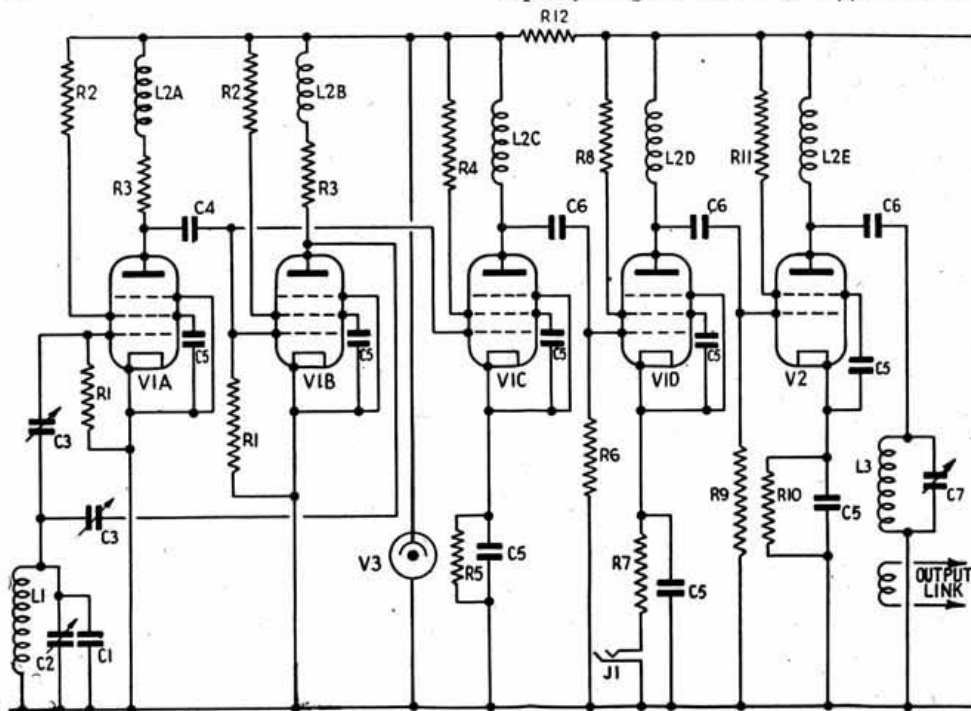 R12
R2
L2A
R2
L2B
L2C
R4
R8
L2D
R11
L2E
R3
R3
C4
C6
C6
C6
C5
C5
C5
C5
C5
V1A
V1B
V1C
V1D
V2
R1
C3
R1
R6
L3
C7
R9
R10
C5
C3
V3
R5
C5
R7
C5
OUTPUT
LINK
L1
C2
C1
J1